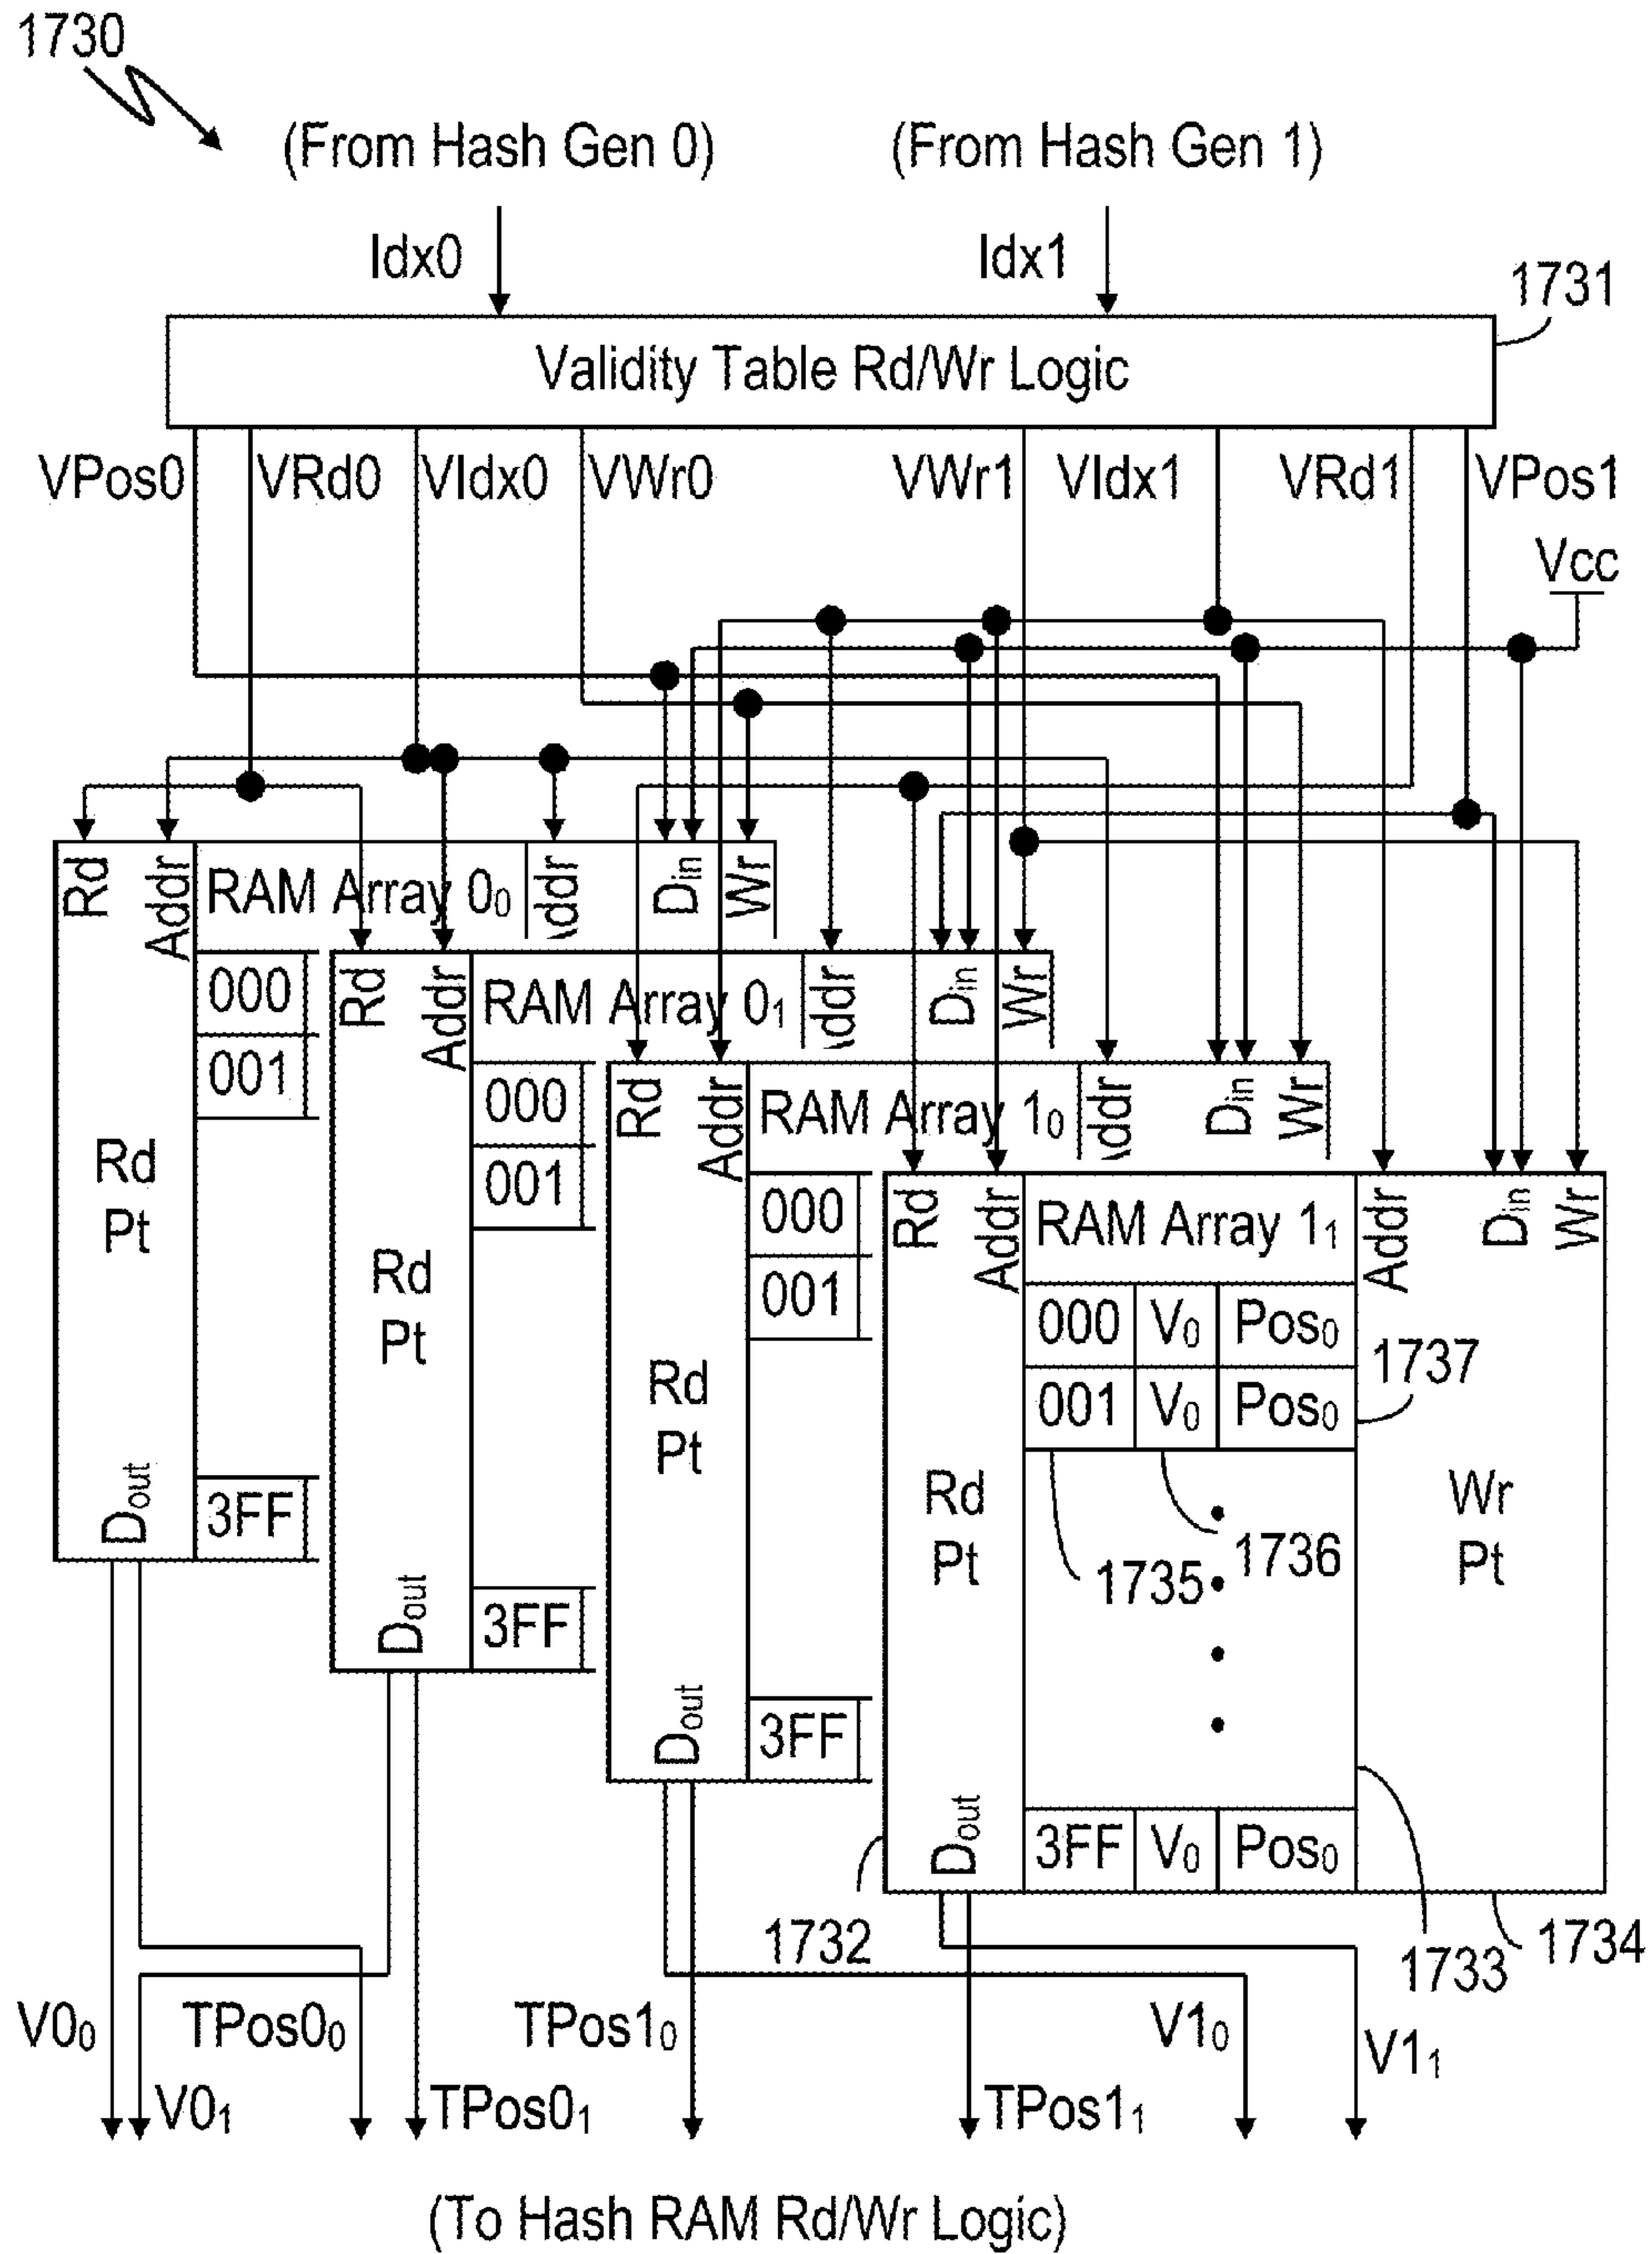 1730
(From Hash Gen 0) (From Hash Gen 1)
Idx0 Idx1
1731
Validity Table Rd/Wr Logic
VPos0 VRd0 VIdx0 VWr0 VWr1 VIdx1 VRd1 VPos1
Vcc
Rd Addr RAM Array 0₀ Addr Din Wr
000
001
Rd Pt
Dout 3FF
Rd Addr RAM Array 0₁ Addr Din Wr
000
001
Rd Pt
Dout 3FF
Rd Addr RAM Array 1₀ Addr Din Wr
000
001
Rd Pt
Dout 3FF
Rd Addr RAM Array 1₁ Addr Din Wr
000 V₀ Pos₀
001 V₀ Pos₀
1737
Rd Pt
Wr Pt
1735 1736
Dout 3FF V₀ Pos₀
1732 1733 1734
V0₀ TPos0₀ TPos1₀ V1₀ V1₁
V0₁ TPos0₁ TPos1₁
(To Hash RAM Rd/Wr Logic)